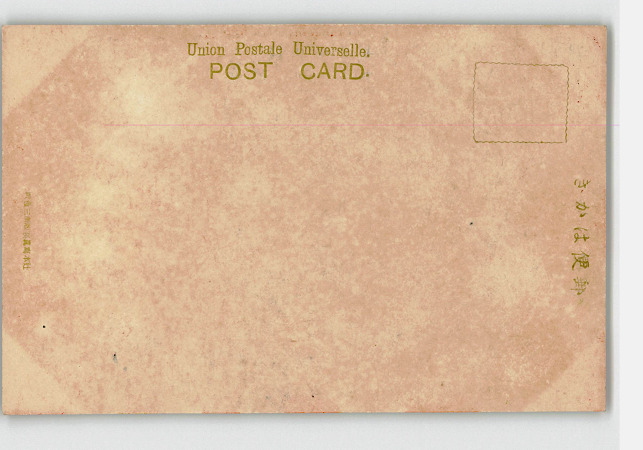 Union Postale Universelle.
POST CARD.
きかは便郵